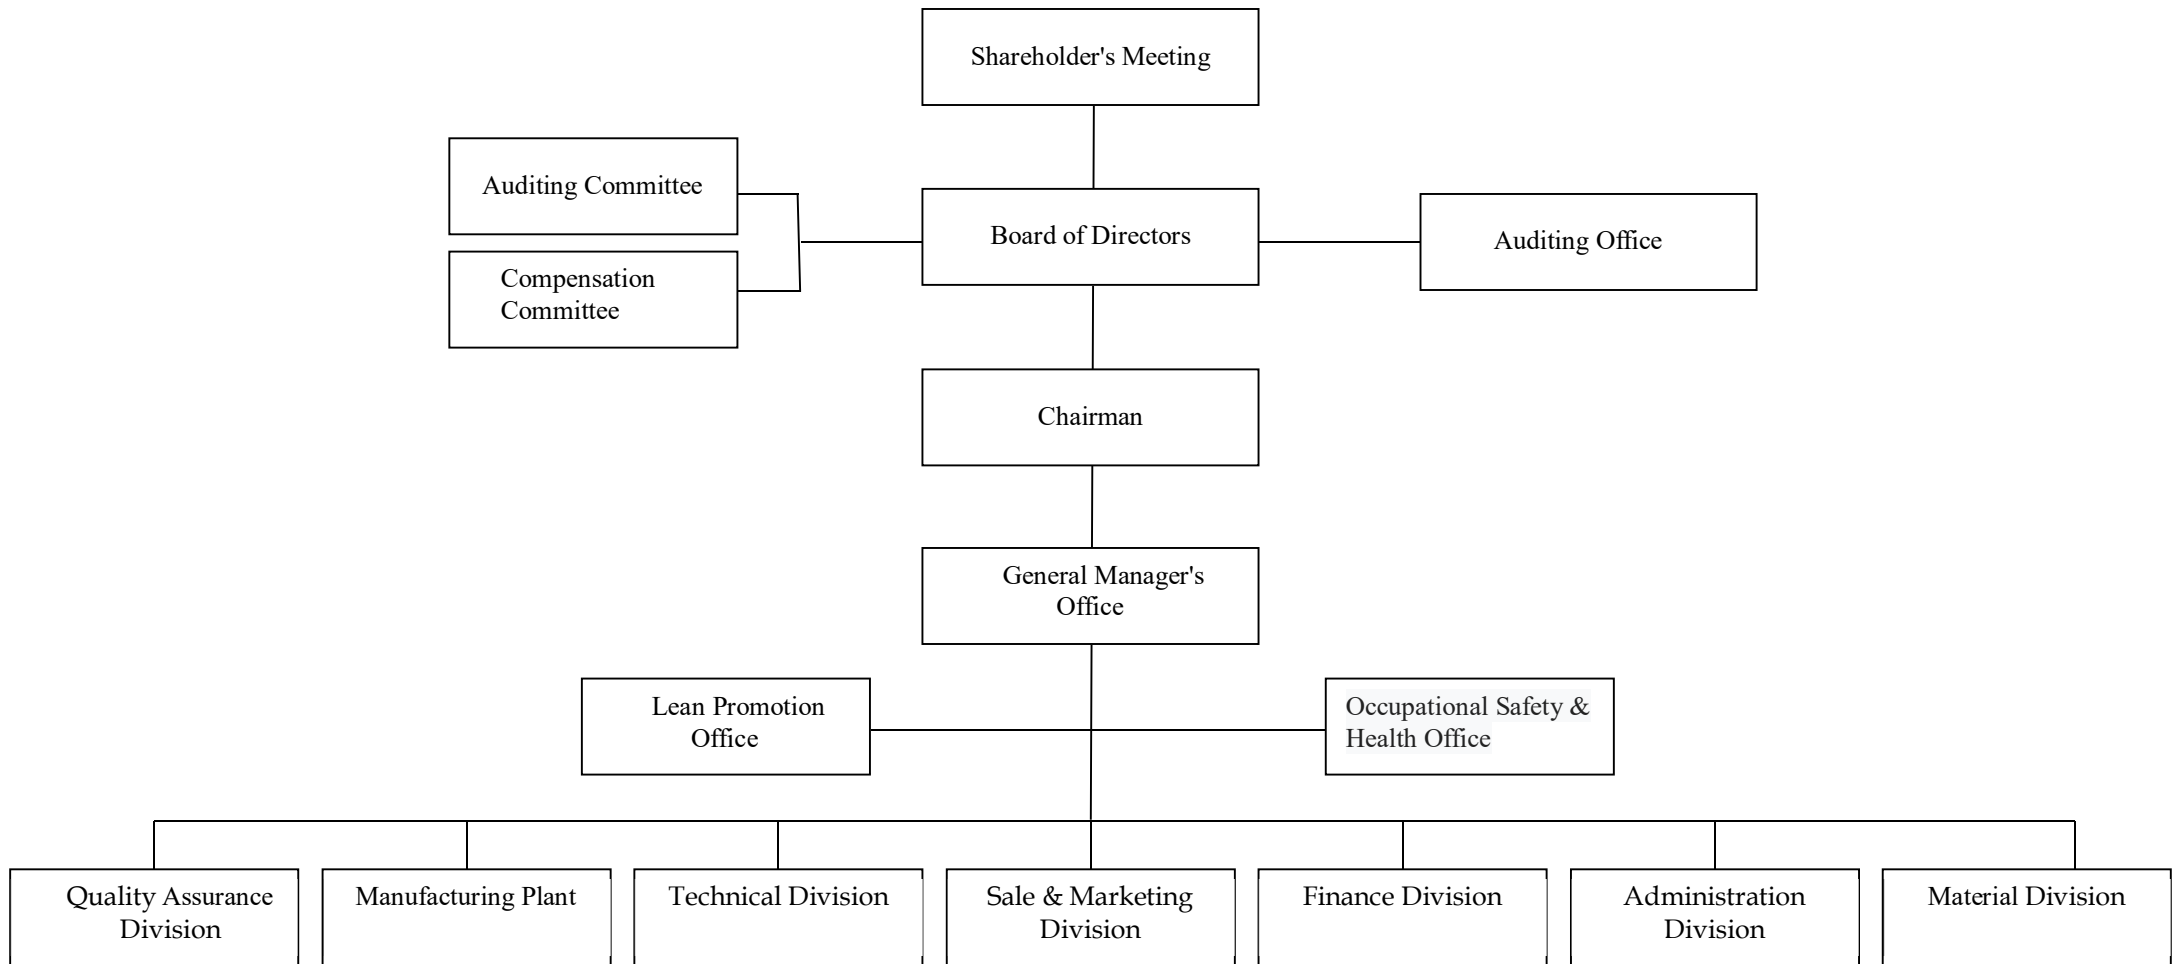 Shareholder's Meeting
Auditing Committee
Board of Directors
Auditing Office
Compensation
Committee
Chairman
General Manager's
Office
Lean Promotion
Office
Occupational Safety &
Health Office
Quality Assurance
Division
Manufacturing Plant
Technical Division
Sale & Marketing
Division
Finance Division
Administration
Division
Material Division